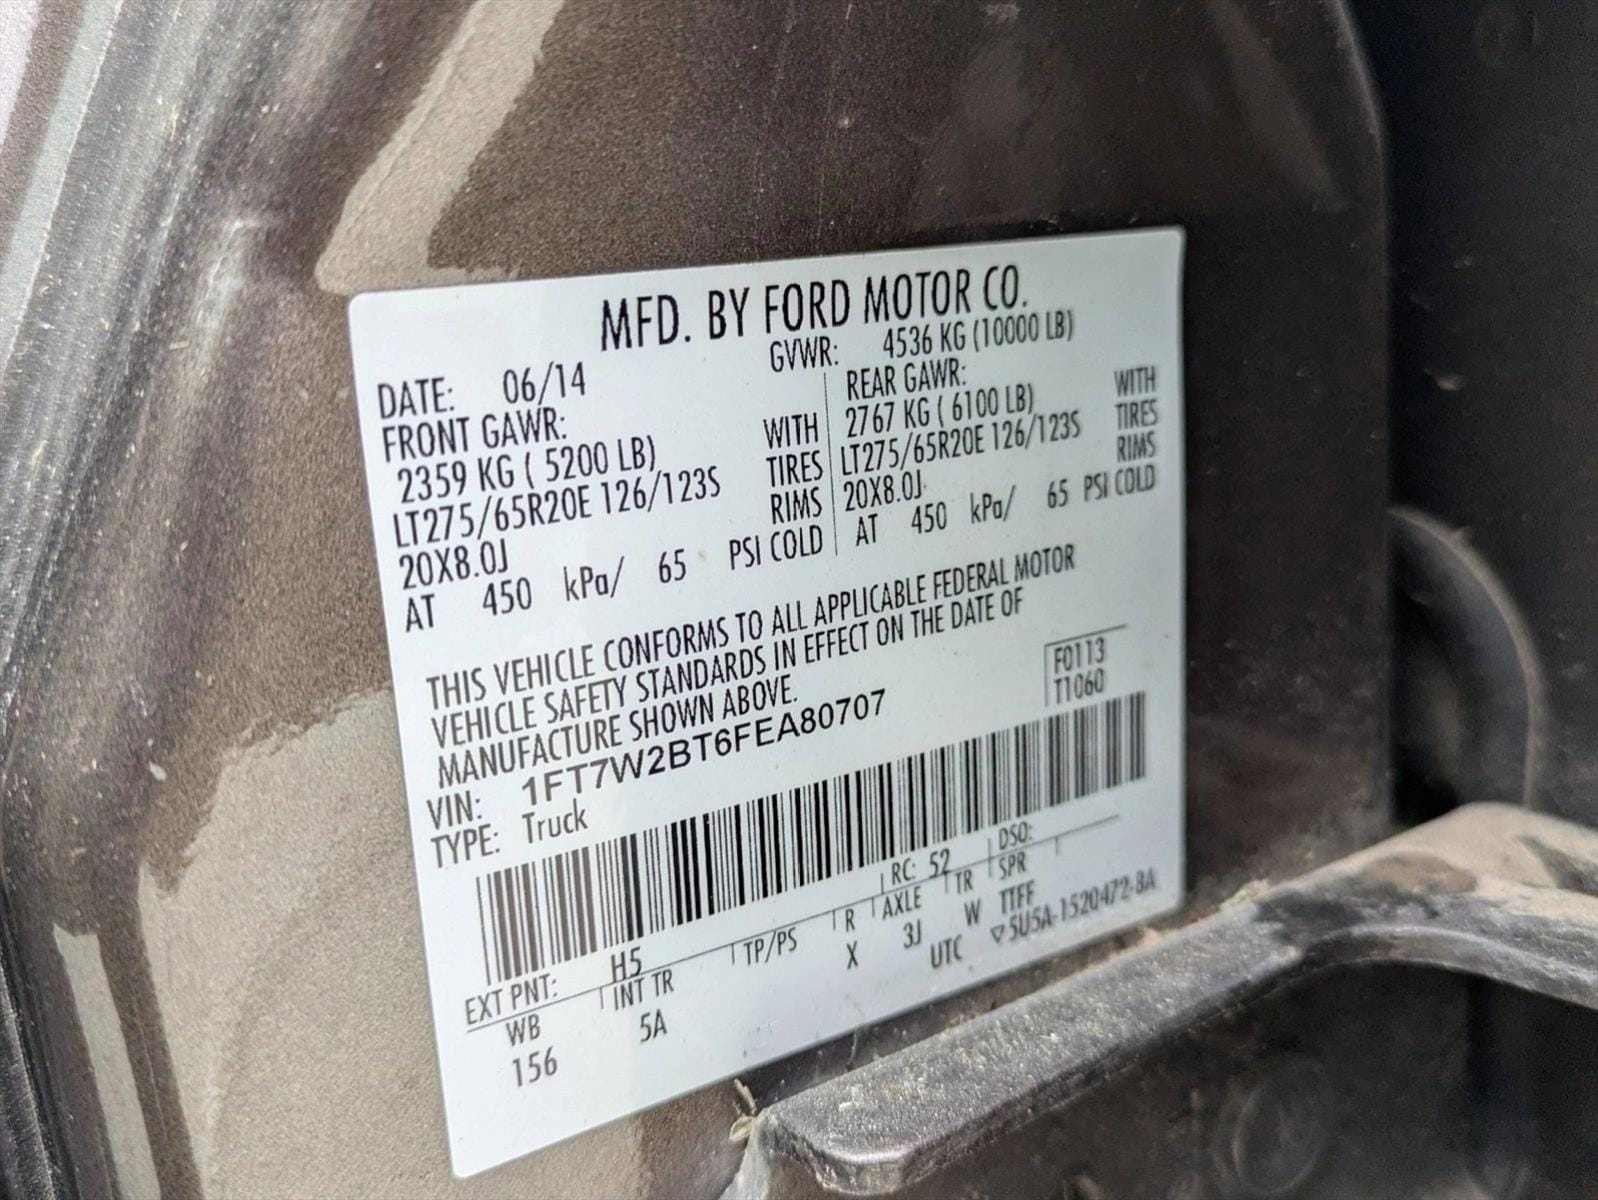 MFD. BY FORD MOTOR CO.
DATE: 06/14 GVWR: 4536 KG (10000 LB)
FRONT GAWR: REAR GAWR:
2359 KG ( 5200 LB) WITH 2767 KG ( 6100 LB) WITH
LT275/65R20E 126/123S TIRES LT275/65R20E 126/123S TIRES
20X8.0J RIMS 20X8.0J RIMS
AT 450 kPa/ 65 PSI COLD AT 450 kPa/ 65 PSI COLD
THIS VEHICLE CONFORMS TO ALL APPLICABLE FEDERAL MOTOR
VEHICLE SAFETY STANDARDS IN EFFECT ON THE DATE OF
MANUFACTURE SHOWN ABOVE.
VIN: 1FT7W2BT6FEA80707 F0113
TYPE: Truck T1060
EXT PNT: H5 RC: 52 DSO:
WB INT TR TP/PS R AXLE TR SPR
156 5A X 3J W TTFF
UTC ▽5U5A-1520472-BA